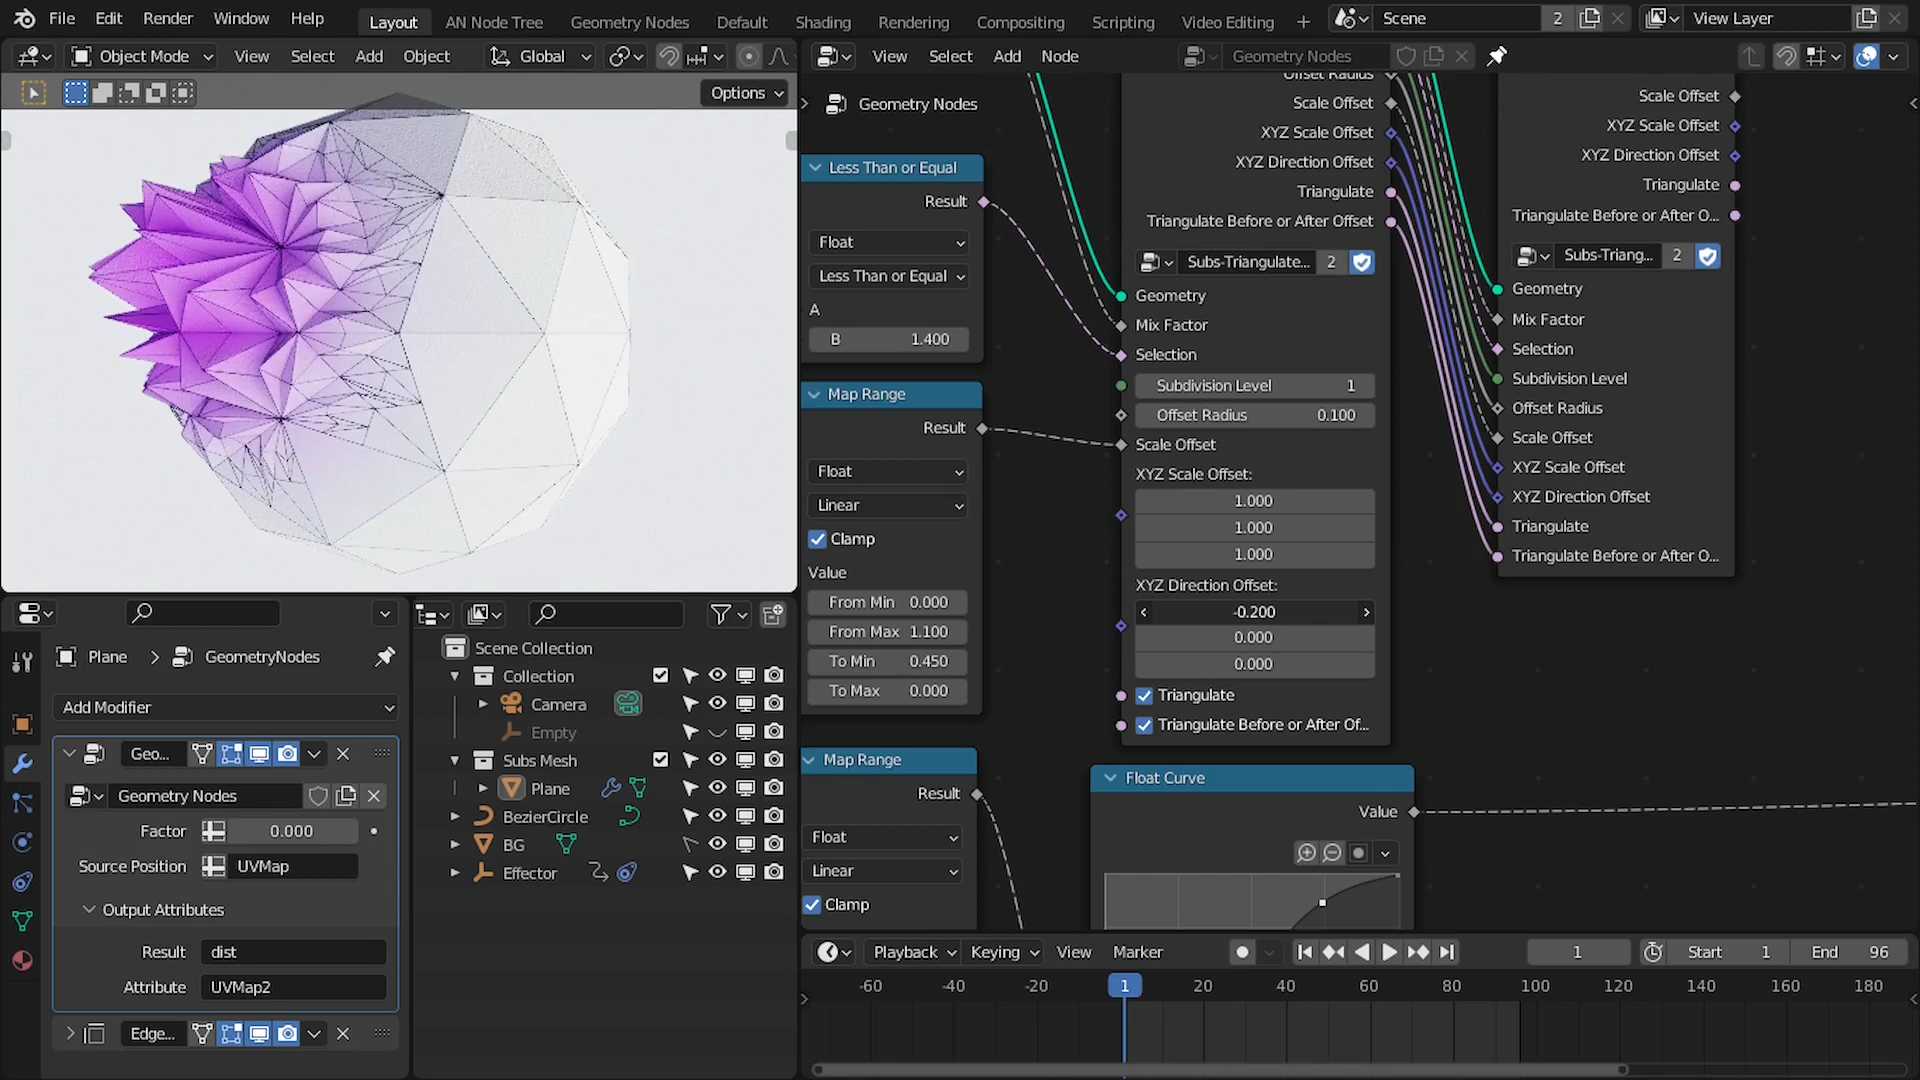 File Edit Render Window Help
Layout AN Node Tree Geometry Nodes Default Shading Rendering Compositing Scripting Video Editing
Scene 2 View Layer
Object Mode View Select Add Object Global
View Select Add Node Geometry Nodes
Options
Geometry Nodes
Less Than or Equal
Result
Float
Less Than or Equal
A
B 1.400
Map Range
Result
Float
Linear
Clamp
Value
From Min 0.000
From Max 1.100
To Min 0.450
To Max 0.000
Map Range
Result
Float
Linear
Clamp
Offset Radius
Scale Offset
XYZ Scale Offset
XYZ Direction Offset
Triangulate
Triangulate Before or After Offset
Subs-Triangulate... 2
Geometry
Mix Factor
Selection
Subdivision Level 1
Offset Radius 0.100
Scale Offset
XYZ Scale Offset:
1.000
1.000
1.000
XYZ Direction Offset:
-0.200
0.000
0.000
Triangulate
Triangulate Before or After Of...
Float Curve
Value
Scale Offset
XYZ Scale Offset
XYZ Direction Offset
Triangulate
Triangulate Before or After O...
Subs-Triang... 2
Geometry
Mix Factor
Selection
Subdivision Level
Offset Radius
Scale Offset
XYZ Scale Offset
XYZ Direction Offset
Triangulate
Triangulate Before or After O...
Plane GeometryNodes
Add Modifier
Geo...
Geometry Nodes
Factor 0.000
Source Position UVMap
Output Attributes
Result dist
Attribute UVMap2
Edge...
Scene Collection
Collection
Camera
Empty
Subs Mesh
Plane
BezierCircle
BG
Effector
Playback Keying View Marker 1 Start 1 End 96
-60 -40 -20 1 20 40 60 80 100 120 140 160 180